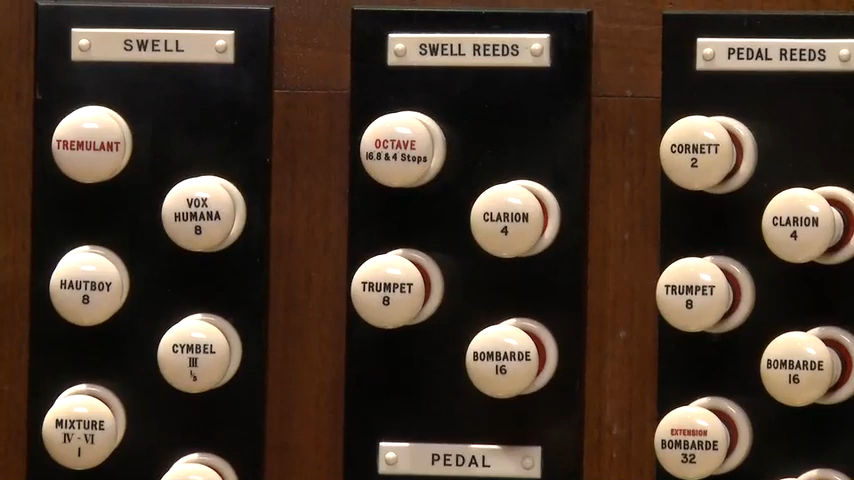 SWELL
TREMULANT
VOX
HUMANA
8
HAUTBOY
8
CYMBEL
III
MIXTURE
IV - VI
I
SWELL REEDS
OCTAVE
16.8 & 4 Stops
CLARION
4
TRUMPET
8
BOMBARDE
16
PEDAL
PEDAL REEDS
CORNETT
2
CLARION
4
TRUMPET
8
BOMBARDE
16
EXTENSION
BOMBARDE
32